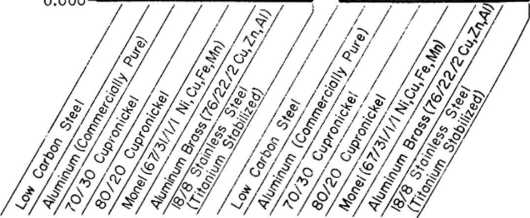 0.000
Low Carbon Steel
Aluminum (Commercially Pure)
70/30 Cupronickel
80/20 Cupronickel
Monel (67/31/1/1 Ni,Cu,Fe,Mn)
Aluminum Brass (76/22/2 Cu,Zn,Al)
18/8 Stainless Steel
(Titanium Stabilized)
Low Carbon Steel
Aluminum (Commercially Pure)
70/30 Cupronickel
80/20 Cupronickel
Monel (67/31/1/1 Ni,Cu,Fe,Mn)
Aluminum Brass (76/22/2 Cu,Zn,Al)
18/8 Stainless Steel
(Titanium Stabilized)